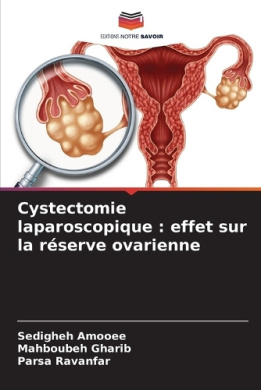 EDITIONS NOTRE SAVOIR
Cystectomie
laparoscopique : effet sur
la réserve ovarienne
Sedigheh Amooee
Mahboubeh Gharib
Parsa Ravanfar